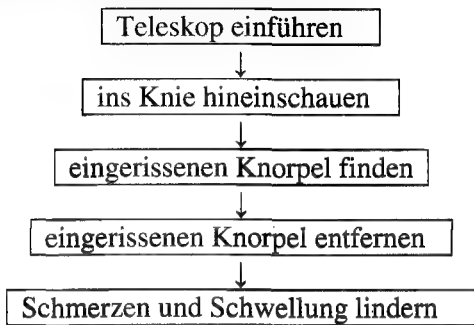 Teleskop einführen
ins Knie hineinschauen
eingerissenen Knorpel finden
eingerissenen Knorpel entfernen
Schmerzen und Schwellung lindern